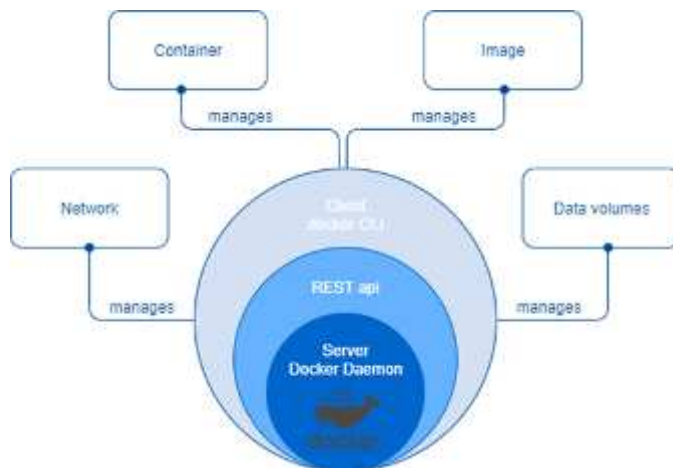 Container
Image
manages
manages
Network
Data volumes
Client
docker CLI
REST api
manages
manages
Server
Docker Daemon